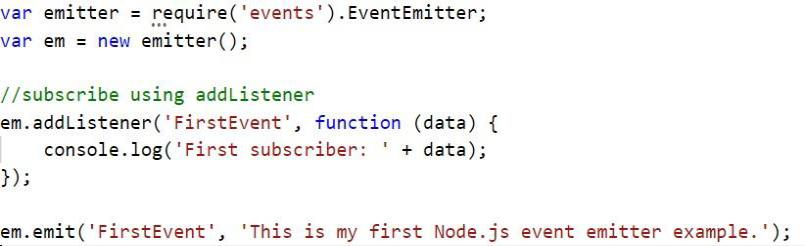 var emitter = require('events').EventEmitter;
var em = new emitter();
//subscribe using addListener
em.addListener('FirstEvent', function (data) {
    console.log('First subscriber: ' + data);
});
em.emit('FirstEvent', 'This is my first Node.js event emitter example.');